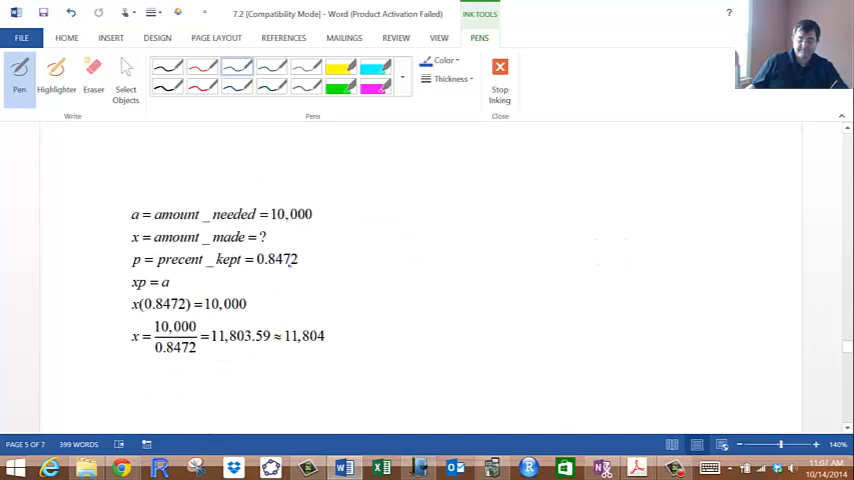 7.2 [Compatibility Mode] - Word (Product Activation Failed)
INK TOOLS
?
FILE
HOME
INSERT
DESIGN
PAGE LAYOUT
REFERENCES
MAILINGS
REVIEW
VIEW
PENS
Pen
Highlighter
Eraser
Select
Objects
Color
Thickness
Stop
Inking
Write
Pens
Close
a = amount _ needed = 10,000
x = amount _ made = ?
p = precent _ kept = 0.8472
xp = a
x(0.8472) = 10,000
x = 10,000 / 0.8472 = 11,803.59 ≈ 11,804
PAGE 5 OF 7
399 WORDS
140%
11:07 AM
10/14/2014